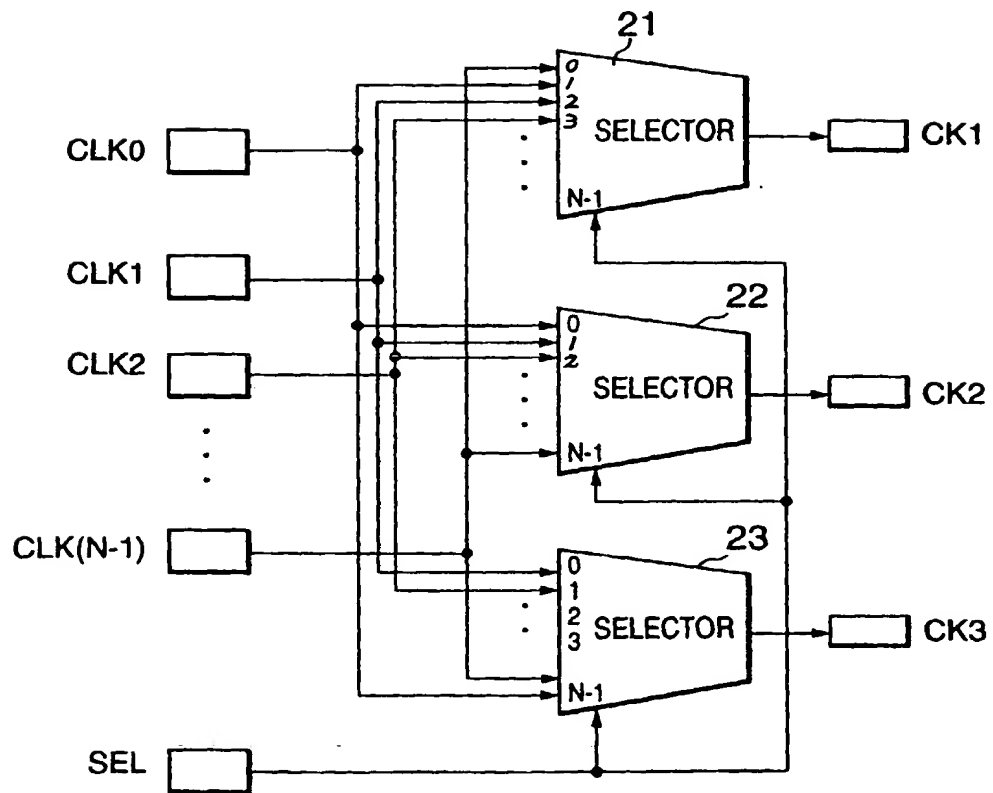 21
0
1
2
3
SELECTOR
N-1
CK1
CLK0
CLK1
22
0
1
2
SELECTOR
N-1
CK2
CLK2
CLK(N-1)
23
0
1
2
3
SELECTOR
N-1
CK3
SEL